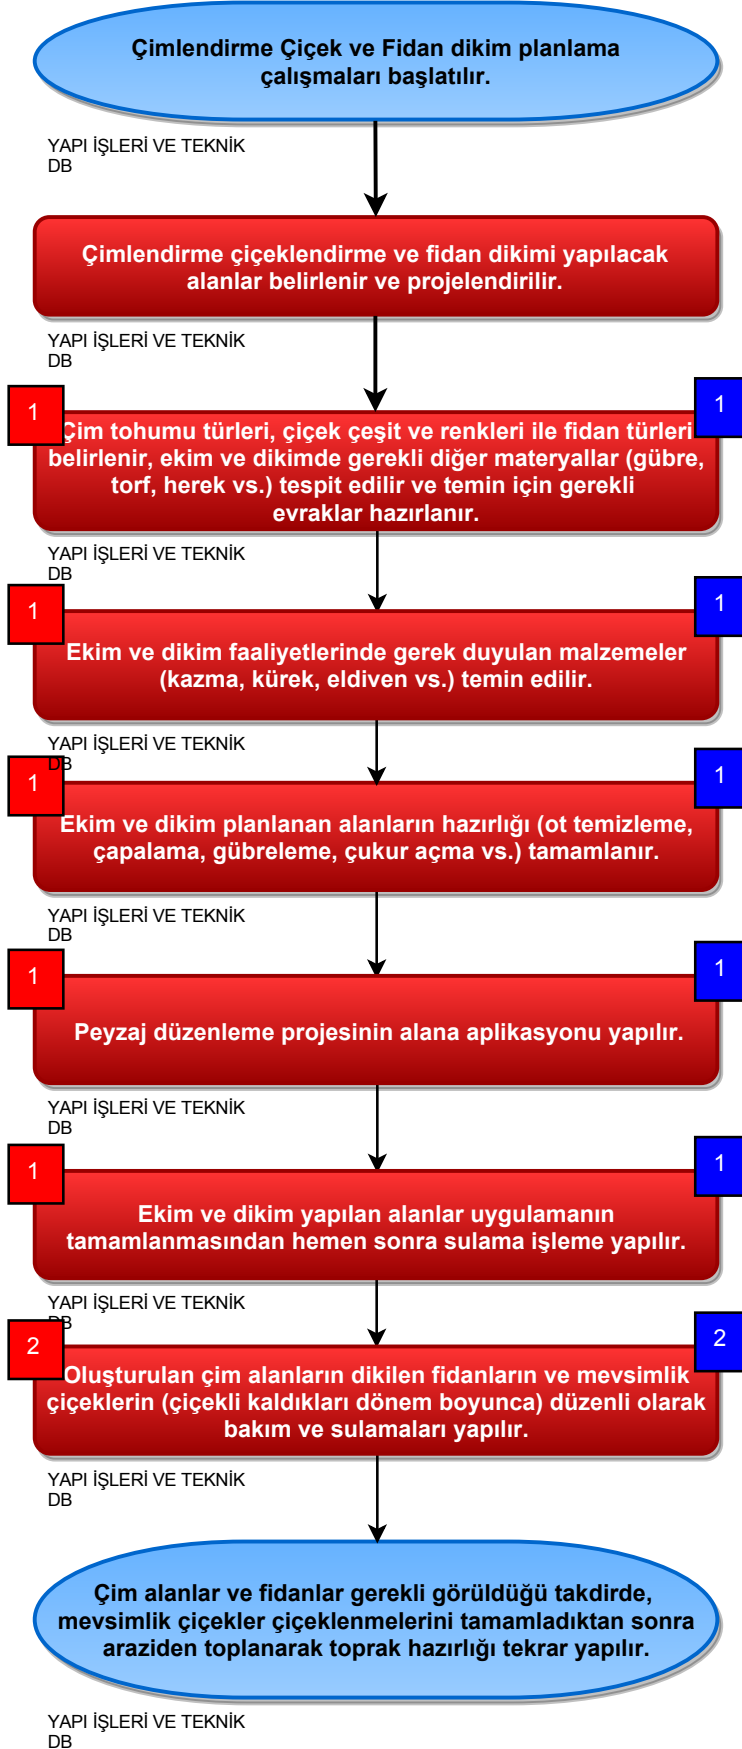 Çimlendirme Çiçek ve Fidan dikim planlama
çalışmaları başlatılır.
YAPI İŞLERİ VE TEKNİK
DB
Çimlendirme çiçeklendirme ve fidan dikimi yapılacak
alanlar belirlenir ve projelendirilir.
YAPI İŞLERİ VE TEKNİK
DB
1
1
Çim tohumu türleri, çiçek çeşit ve renkleri ile fidan türleri
belirlenir, ekim ve dikimde gerekli diğer materyallar (gübre,
torf, herek vs.) tespit edilir ve temin için gerekli
evraklar hazırlanır.
YAPI İŞLERİ VE TEKNİK
DB
1
1
Ekim ve dikim faaliyetlerinde gerek duyulan malzemeler
(kazma, kürek, eldiven vs.) temin edilir.
YAPI İŞLERİ VE TEKNİK
DB
1
1
Ekim ve dikim planlanan alanların hazırlığı (ot temizleme,
çapalama, gübreleme, çukur açma vs.) tamamlanır.
YAPI İŞLERİ VE TEKNİK
DB
1
1
Peyzaj düzenleme projesinin alana aplikasyonu yapılır.
YAPI İŞLERİ VE TEKNİK
DB
1
1
Ekim ve dikim yapılan alanlar uygulamanın
tamamlanmasından hemen sonra sulama işleme yapılır.
YAPI İŞLERİ VE TEKNİK
DB
2
2
Oluşturulan çim alanların dikilen fidanların ve mevsimlik
çiçeklerin (çiçekli kaldıkları dönem boyunca) düzenli olarak
bakım ve sulamaları yapılır.
YAPI İŞLERİ VE TEKNİK
DB
Çim alanlar ve fidanlar gerekli görüldüğü takdirde,
mevsimlik çiçekler çiçeklenmelerini tamamladıktan sonra
araziden toplanarak toprak hazırlığı tekrar yapılır.
YAPI İŞLERİ VE TEKNİK
DB